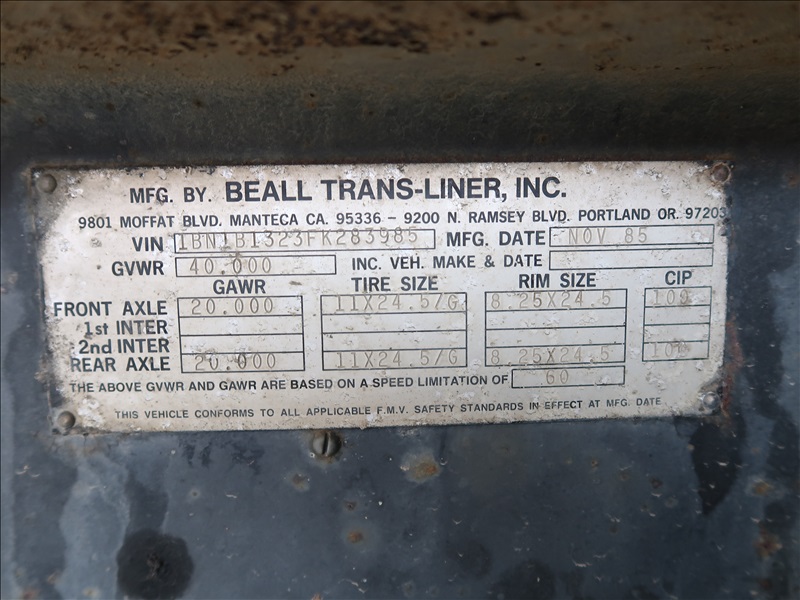 MFG. BY. BEALL TRANS-LINER, INC.
9801 MOFFAT BLVD. MANTECA CA. 95336 - 9200 N. RAMSEY BLVD. PORTLAND OR. 97203
VIN 1BN1B1323FK283985 MFG. DATE NOV 85
GVWR 40.000 INC. VEH. MAKE & DATE
GAWR TIRE SIZE RIM SIZE CIP
FRONT AXLE 20.000 11X24.5/G 8.25X24.5 100
1st INTER
2nd INTER
REAR AXLE 20.000 11X24.5/G 8.25X24.5 100
THE ABOVE GVWR AND GAWR ARE BASED ON A SPEED LIMITATION OF 60
THIS VEHICLE CONFORMS TO ALL APPLICABLE F.M.V. SAFETY STANDARDS IN EFFECT AT MFG. DATE